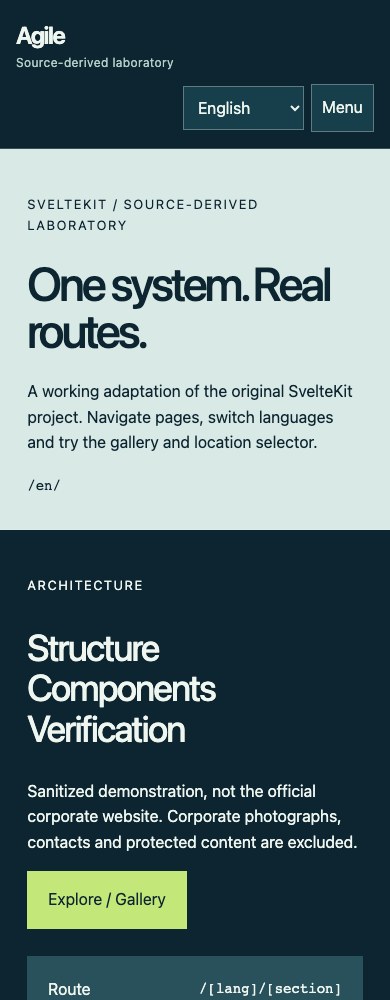 Agile
Source-derived laboratory
English
Menu
SVELTEKIT / SOURCE-DERIVED
LABORATORY
One system. Real
routes.
A working adaptation of the original SvelteKit
project. Navigate pages, switch languages
and try the gallery and location selector.
/en/
ARCHITECTURE
Structure
Components
Verification
Sanitized demonstration, not the official
corporate website. Corporate photographs,
contacts and protected content are excluded.
Explore / Gallery
Route /[lang]/[section]